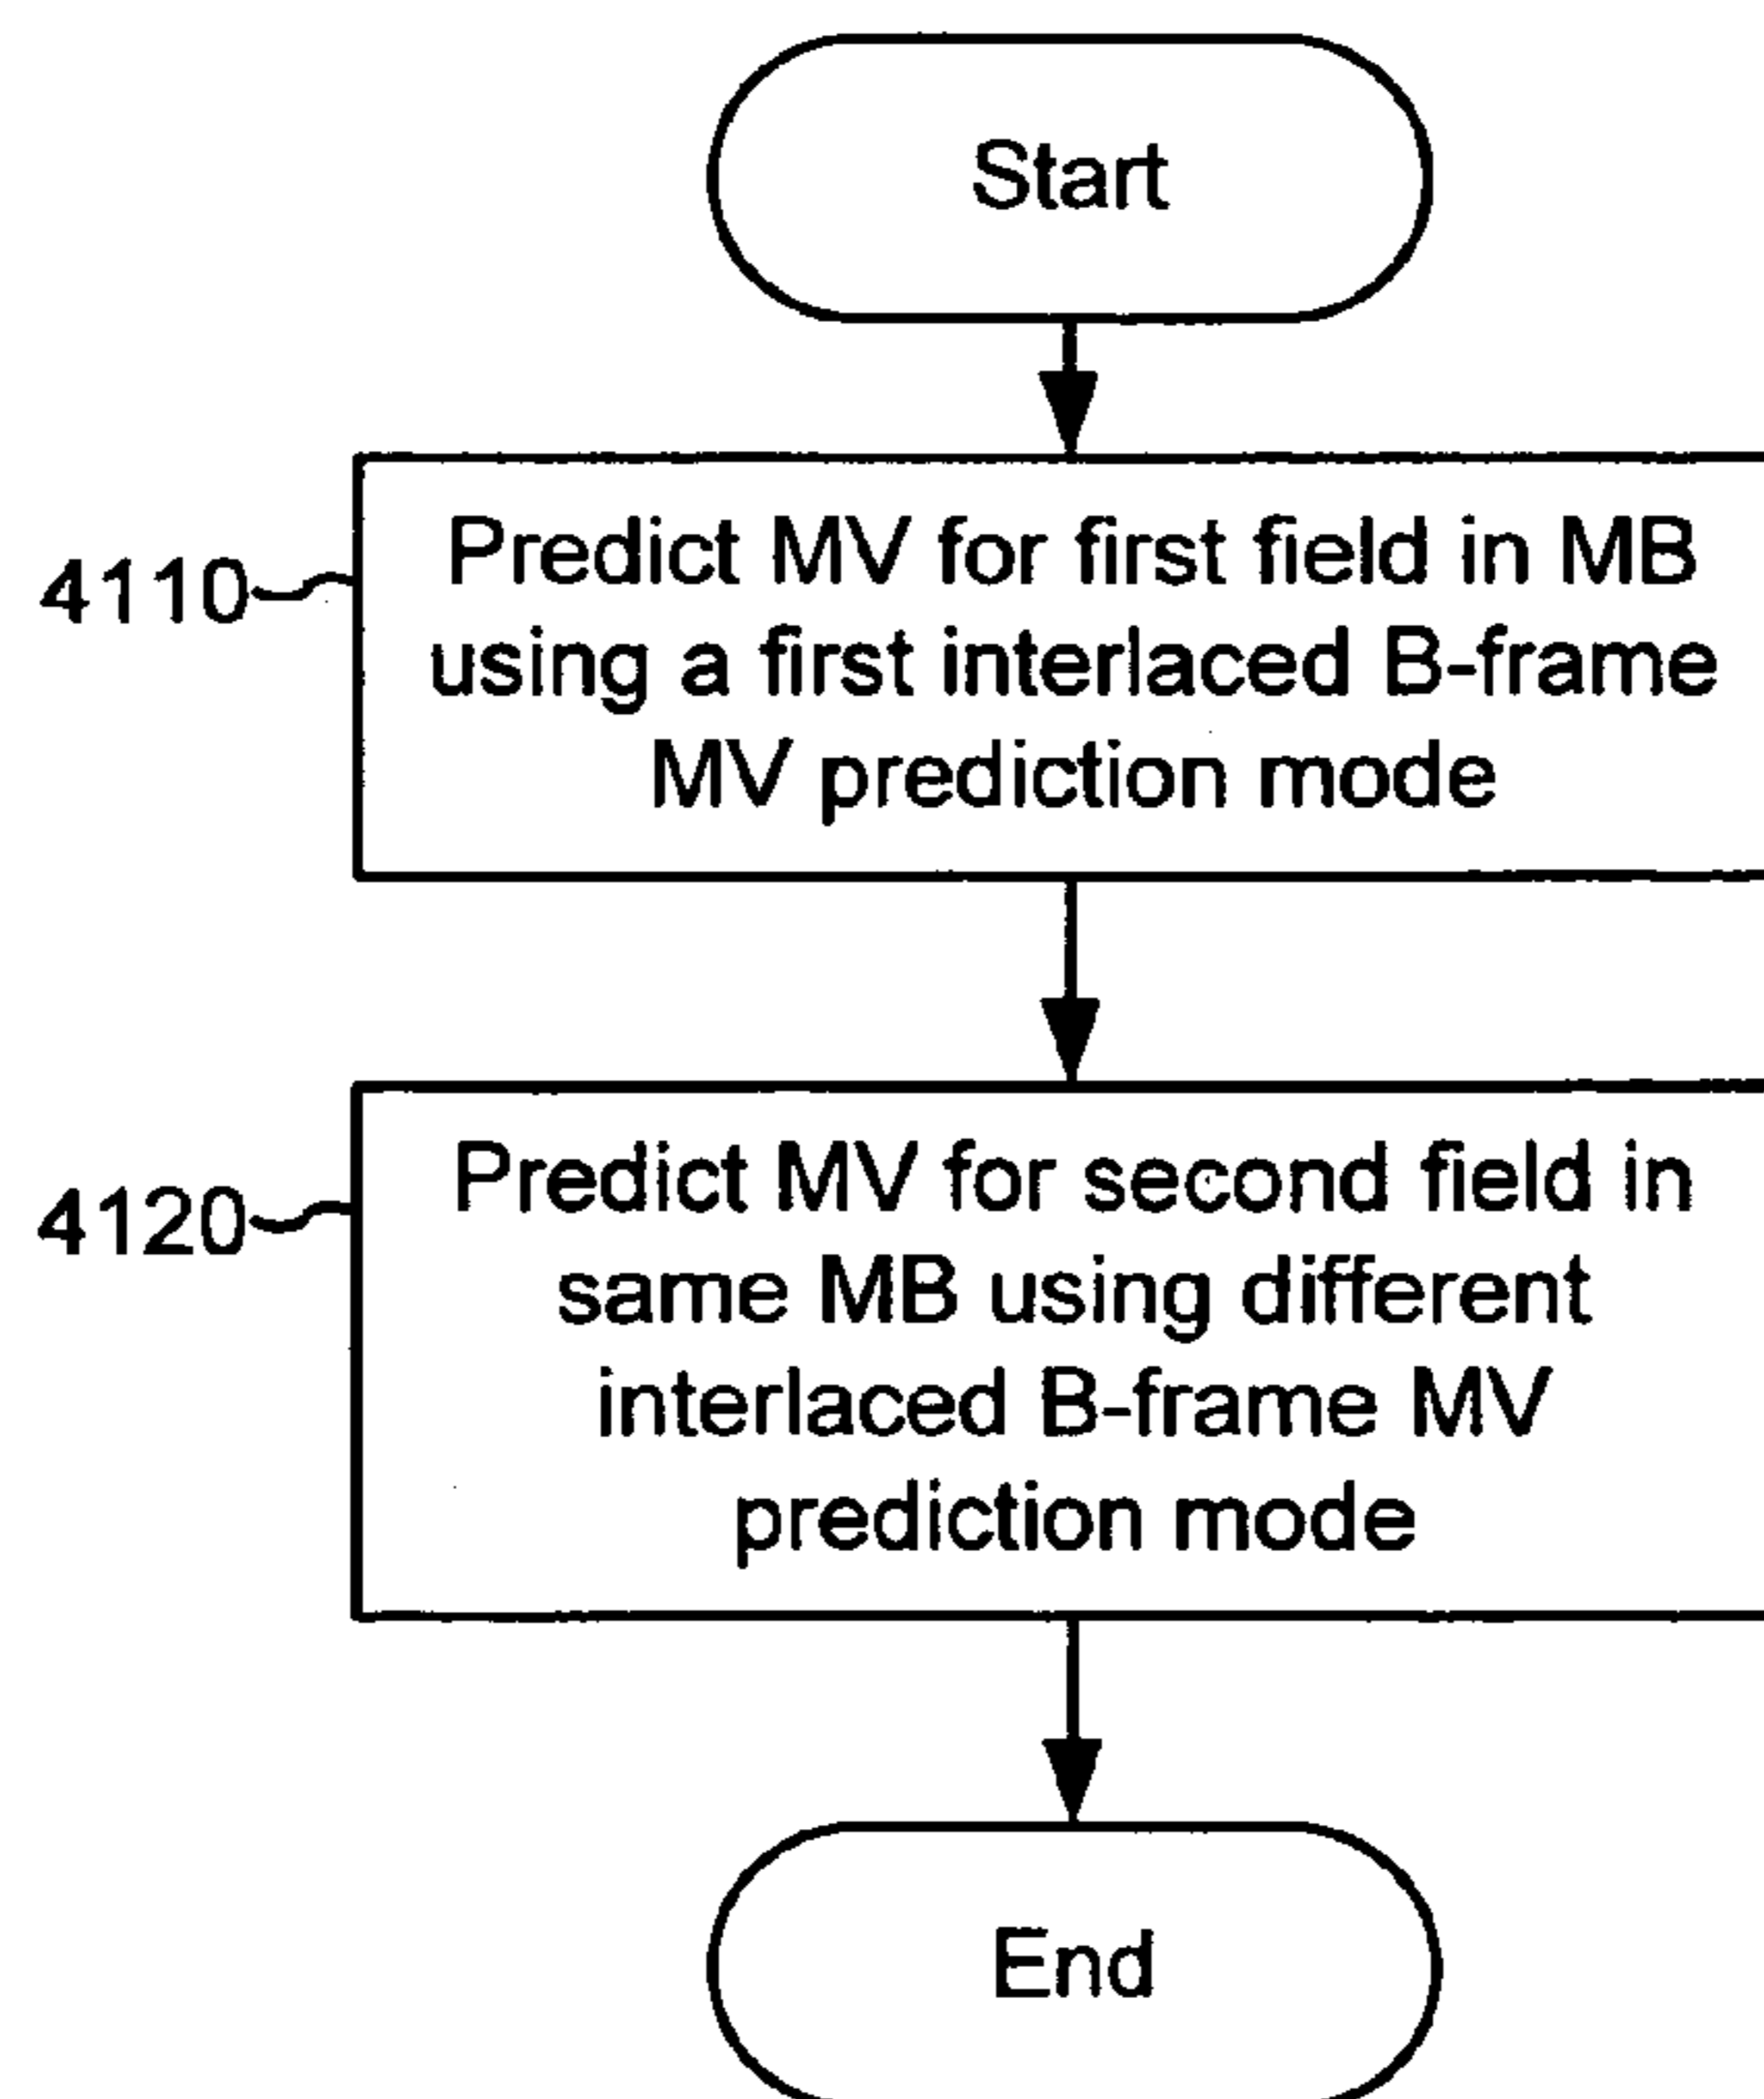 Start
4110
Predict MV for first field in MB
using a first interlaced B-frame
MV prediction mode
4120
Predict MV for second field in
same MB using different
interlaced B-frame MV
prediction mode
End